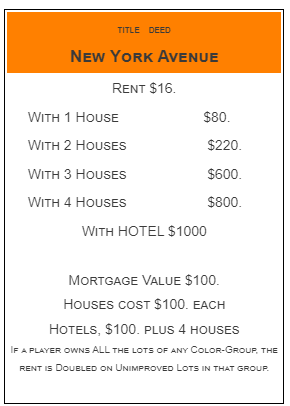 TITLE DEED
NEW YORK AVENUE
RENT $16.
WITH 1 HOUSE $80.
WITH 2 HOUSES $220.
WITH 3 HOUSES $600.
WITH 4 HOUSES $800.
WITH HOTEL $1000
MORTGAGE VALUE $100.
HOUSES COST $100. EACH
HOTELS, $100. PLUS 4 HOUSES
IF A PLAYER OWNS ALL THE LOTS OF ANY COLOR-GROUP, THE
RENT IS DOUBLED ON UNIMPROVED LOTS IN THAT GROUP.